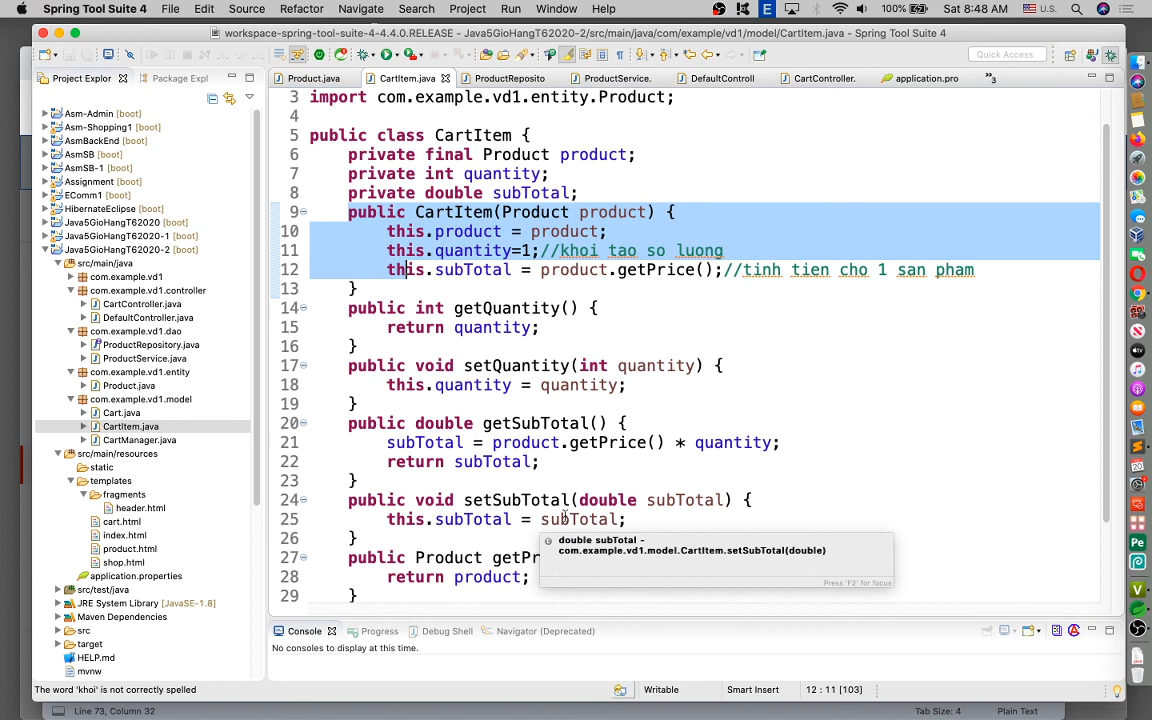 Spring Tool Suite 4 File Edit Source Refactor Navigate Search Project Run Window Help 100% Sat 8:48 AM U.S.
workspace-spring-tool-suite-4-4.4.0.RELEASE - Java5GioHangT62020-2/src/main/java/com/example/vd1/model/CartItem.java - Spring Tool Suite 4
Quick Access
Project Explor
Package Expl
Product.java
CartItem.java
ProductReposito
ProductService.
DefaultControll
CartController.
application.pro
»3
Asm-Admin [boot]
Asm-Shopping1 [boot]
AsmBackEnd [boot]
AsmSB [boot]
AsmSB-1 [boot]
Assignment [boot]
EComm1 [boot]
HibernateEclipse [boot]
Java5GioHangT62020 [boot]
Java5GioHangT62020-1 [boot]
Java5GioHangT62020-2 [boot]
src/main/java
com.example.vd1
com.example.vd1.controller
CartController.java
DefaultController.java
com.example.vd1.dao
ProductRepository.java
ProductService.java
com.example.vd1.entity
Product.java
com.example.vd1.model
Cart.java
CartItem.java
CartManager.java
src/main/resources
static
templates
fragments
header.html
cart.html
index.html
product.html
shop.html
application.properties
src/test/java
JRE System Library [JavaSE-1.8]
Maven Dependencies
src
target
HELP.md
mvnw
3 import com.example.vd1.entity.Product;
4
5 public class CartItem {
6 private final Product product;
7 private int quantity;
8 private double subTotal;
9 public CartItem(Product product) {
10 this.product = product;
11 this.quantity=1;//khoi tao so luong
12 this.subTotal = product.getPrice();//tinh tien cho 1 san pham
13 }
14 public int getQuantity() {
15 return quantity;
16 }
17 public void setQuantity(int quantity) {
18 this.quantity = quantity;
19 }
20 public double getSubTotal() {
21 subTotal = product.getPrice() * quantity;
22 return subTotal;
23 }
24 public void setSubTotal(double subTotal) {
25 this.subTotal = subTotal;
26 }
27 public Product getPr
28 return product;
29 }
double subTotal -
com.example.vd1.model.CartItem.setSubTotal(double)
Press 'F2' for focus
Console Progress Debug Shell Navigator (Deprecated)
No consoles to display at this time.
The word 'khoi' is not correctly spelled
Writable
Smart Insert
12 : 11 [103]
Line 73, Column 32
Tab Size: 4
Plain Text